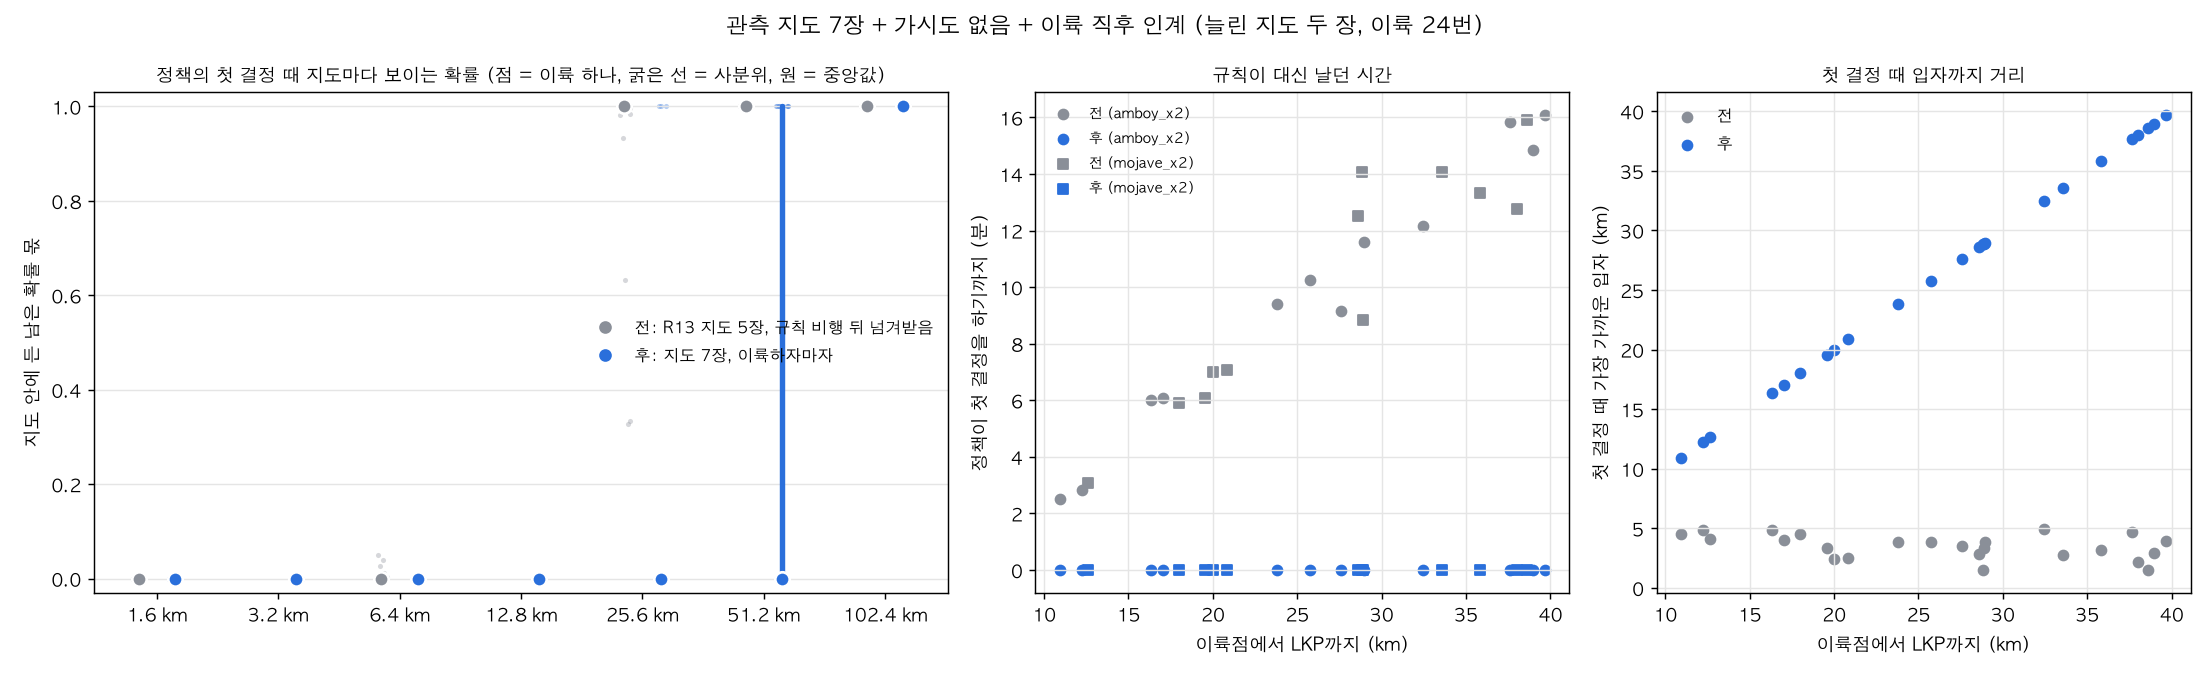 관측 지도 7장 + 가시도 없음 + 이륙 직후 인계 (늘린 지도 두 장, 이륙 24번)
정책의 첫 결정 때 지도마다 보이는 확률 (점 = 이륙 하나, 굵은 선 = 사분위, 원 = 중앙값)
지도 안에 든 남은 확률 몫
1.0
0.8
0.6
0.4
0.2
0.0
전: R13 지도 5장, 규칙 비행 뒤 넘겨받음
후: 지도 7장, 이륙하자마자
1.6 km
3.2 km
6.4 km
12.8 km
25.6 km
51.2 km
102.4 km
규칙이 대신 날던 시간
정책이 첫 결정을 하기까지 (분)
16
14
12
10
8
6
4
2
0
전 (amboy_x2)
후 (amboy_x2)
전 (mojave_x2)
후 (mojave_x2)
10
15
20
25
30
35
40
이륙점에서 LKP까지 (km)
첫 결정 때 입자까지 거리
첫 결정 때 가장 가까운 입자 (km)
40
35
30
25
20
15
10
5
0
전
후
10
15
20
25
30
35
40
이륙점에서 LKP까지 (km)